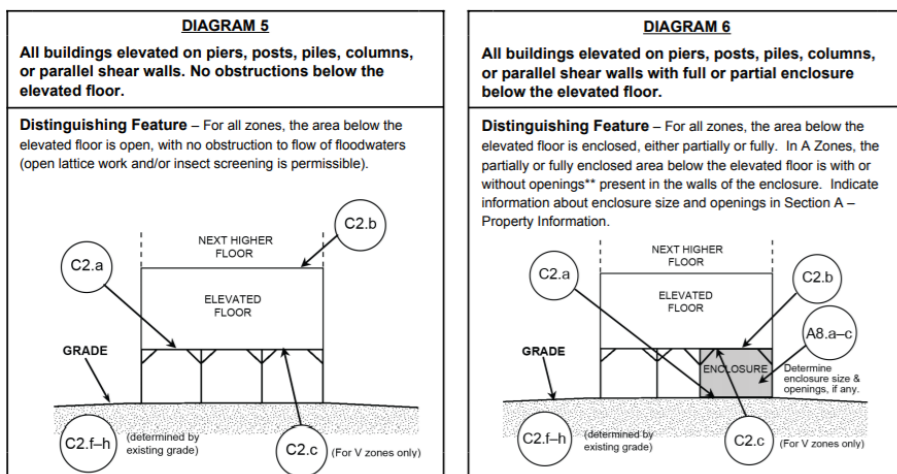 DIAGRAM 5
All buildings elevated on piers, posts, piles, columns,
or parallel shear walls. No obstructions below the
elevated floor.
Distinguishing Feature – For all zones, the area below the
elevated floor is open, with no obstruction to flow of floodwaters
(open lattice work and/or insect screening is permissible).
C2.b
NEXT HIGHER
FLOOR
C2.a
ELEVATED
FLOOR
GRADE
C2.f–h
(determined by
existing grade)
C2.c
(For V zones only)
DIAGRAM 6
All buildings elevated on piers, posts, piles, columns,
or parallel shear walls with full or partial enclosure
below the elevated floor.
Distinguishing Feature – For all zones, the area below the
elevated floor is enclosed, either partially or fully. In A Zones, the
partially or fully enclosed area below the elevated floor is with or
without openings** present in the walls of the enclosure. Indicate
information about enclosure size and openings in Section A –
Property Information.
NEXT HIGHER
FLOOR
C2.a
C2.b
ELEVATED
FLOOR
A8.a–c
GRADE
ENCLOSURE
Determine
enclosure size &
openings, if any.
C2.f–h
(determined by
existing grade)
C2.c
(For V zones only)